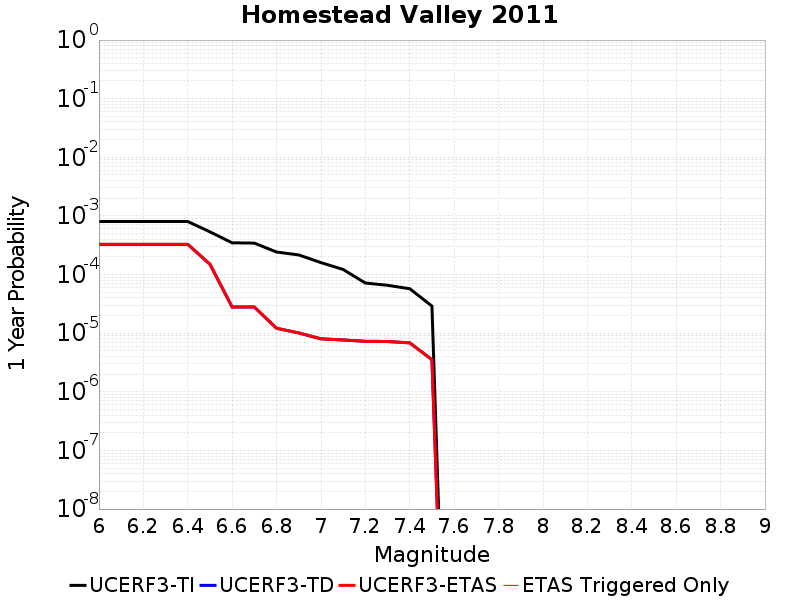 Homestead Valley 2011
1 Year Probability
10^0
10^-1
10^-2
10^-3
10^-4
10^-5
10^-6
10^-7
10^-8
6 6.2 6.4 6.6 6.8 7 7.2 7.4 7.6 7.8 8 8.2 8.4 8.6 8.8 9
Magnitude
UCERF3-TI UCERF3-TD UCERF3-ETAS ETAS Triggered Only